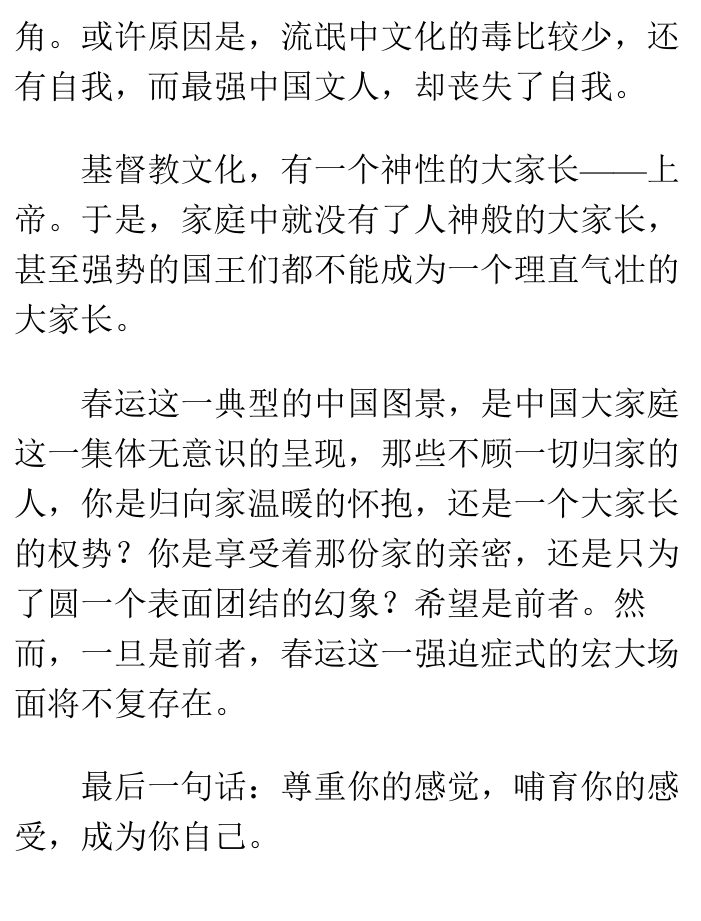 角。或许原因是，流氓中文化的毒比较少，还
有自我，而最强中国文人，却丧失了自我。
基督教文化，有一个神性的大家长——上
帝。于是，家庭中就没有了人神般的大家长，
甚至强势的国王们都不能成为一个理直气壮的
大家长。
春运这一典型的中国图景，是中国大家庭
这一集体无意识的呈现，那些不顾一切归家的
人，你是归向家温暖的怀抱，还是一个大家长
的权势？你是享受着那份家的亲密，还是只为
了圆一个表面团结的幻象？希望是前者。然
而，一旦是前者，春运这一强迫症式的宏大场
面将不复存在。
最后一句话：尊重你的感觉，哺育你的感
受，成为你自己。